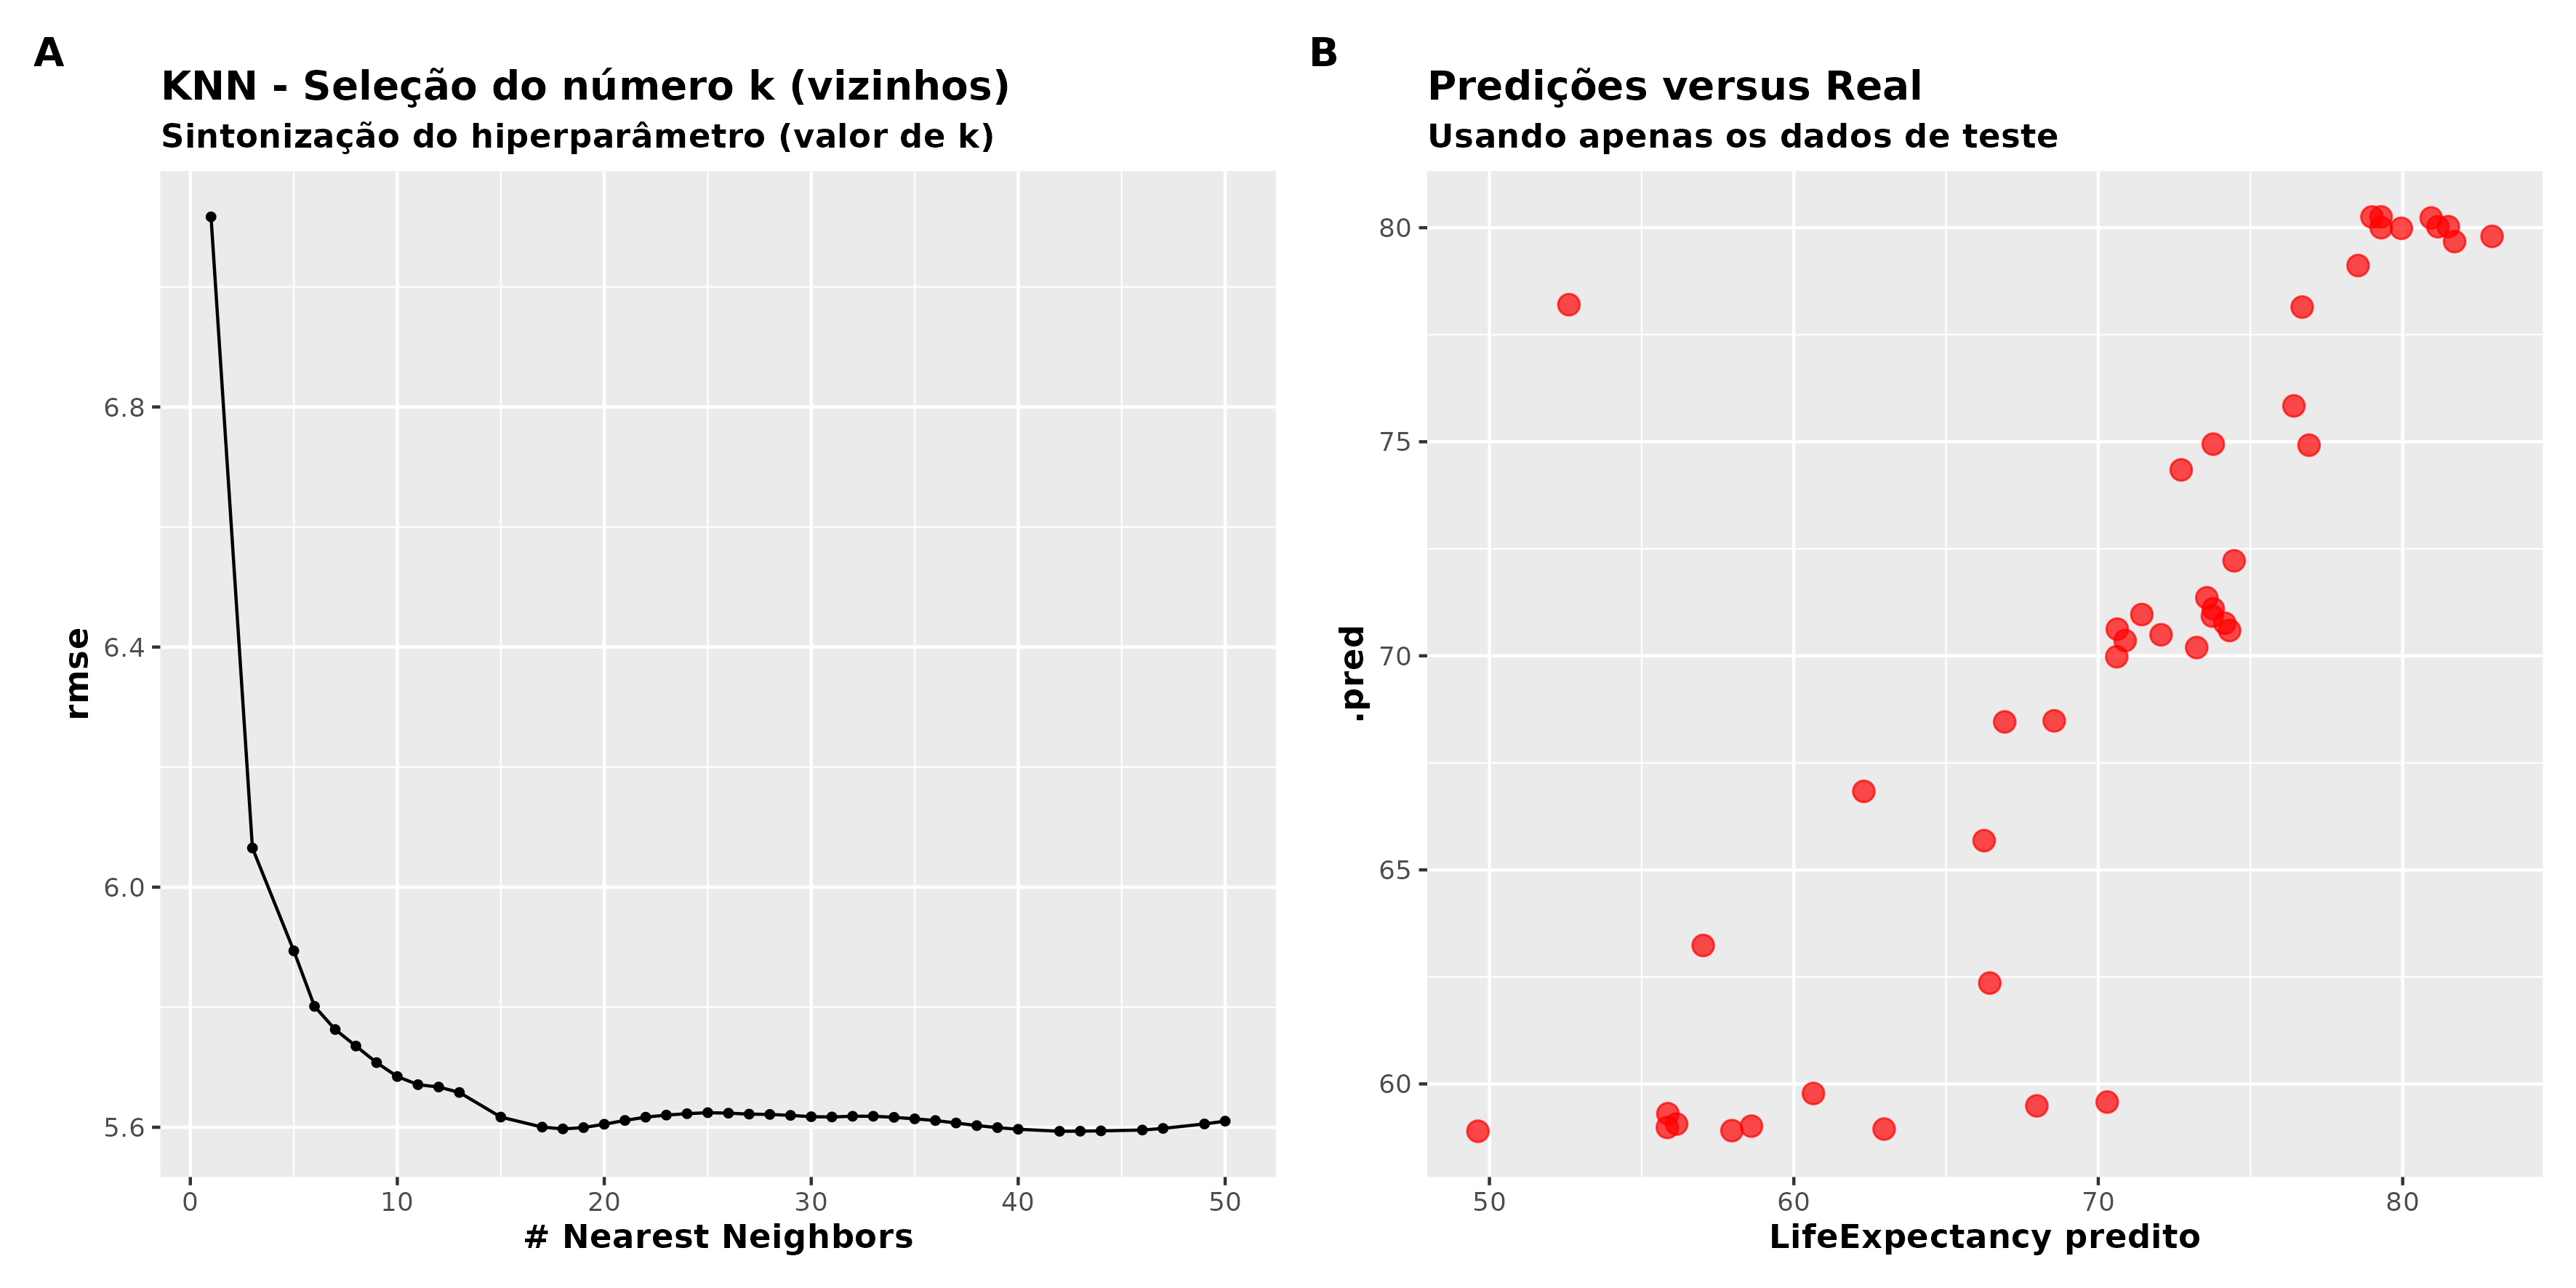 A
KNN - Seleção do número k (vizinhos)
Sintonização do hiperparâmetro (valor de k)
rmse
6.8
6.4
6.0
5.6
0 10 20 30 40 50
# Nearest Neighbors
B
Predições versus Real
Usando apenas os dados de teste
.pred
80
75
70
65
60
50 60 70 80
LifeExpectancy predito